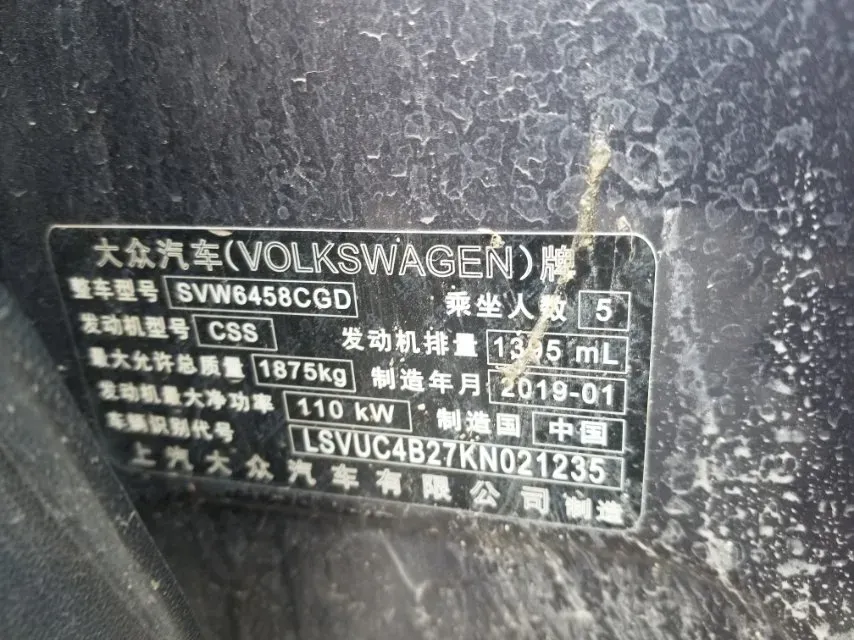 大众汽车(VOLKSWAGEN)牌
整车型号 SVW6458CGD 乘坐人数 5
发动机型号 CSS 发动机排量 1395 mL
最大允许总质量 1875kg 制造年月 2019-01
发动机最大净功率 110 kW 制造国 中国
车辆识别代号 LSVUC4B27KN021235
上汽大众汽车有限公司制造